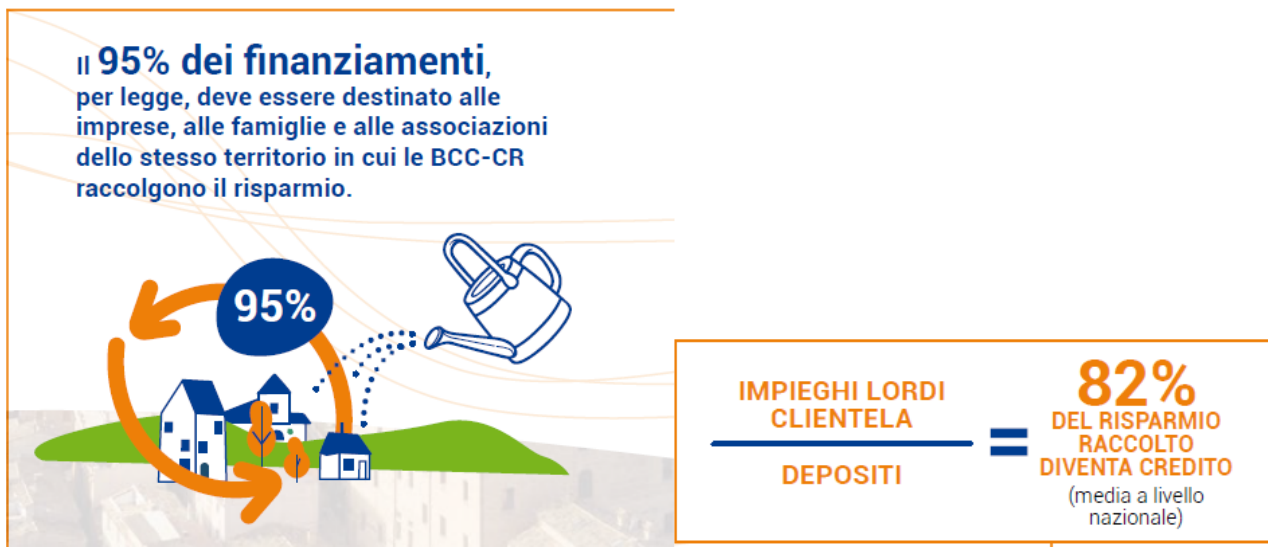 Il 95% dei finanziamenti,
per legge, deve essere destinato alle
imprese, alle famiglie e alle associazioni
dello stesso territorio in cui le BCC-CR
raccolgono il risparmio.
95%
IMPIEGHI LORDI
CLIENTELA
DEPOSITI
=
82%
DEL RISPARMIO
RACCOLTO
DIVENTA CREDITO
(media a livello
nazionale)